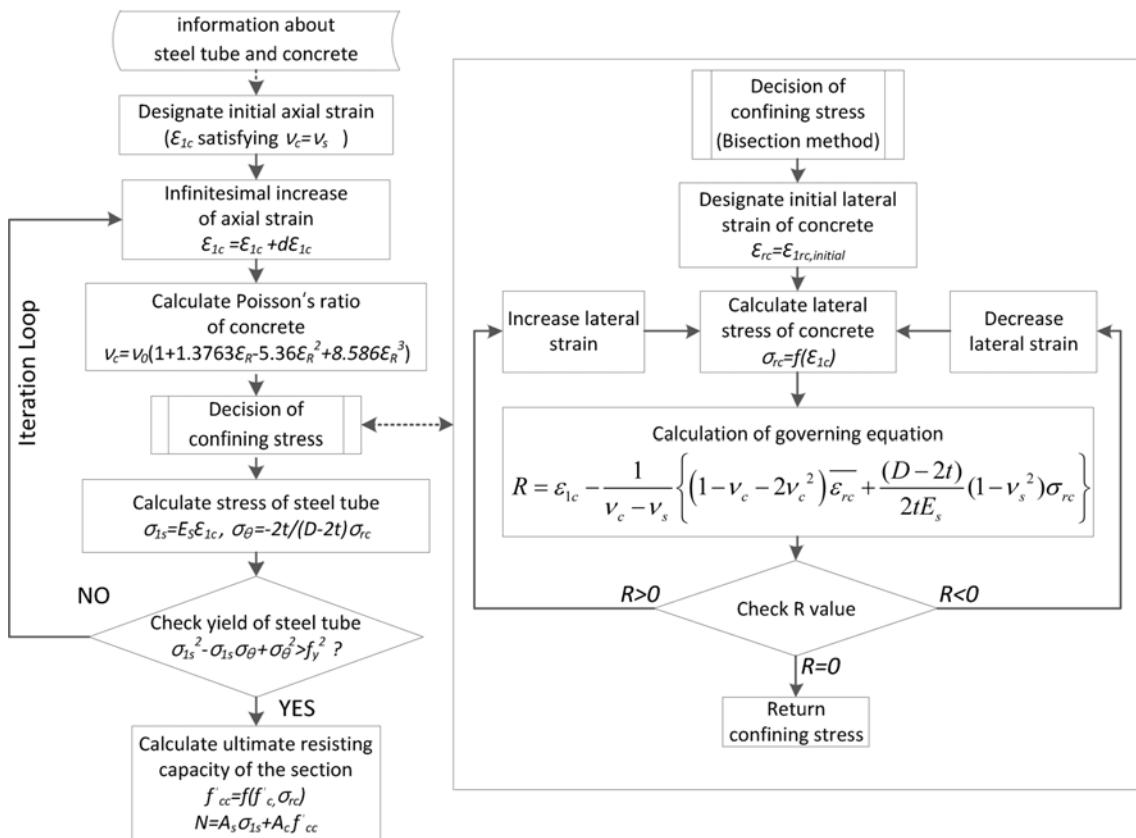 information about
steel tube and concrete
Designate initial axial strain
(ε1c satisfying νc=νs )
Infinitesimal increase
of axial strain
ε1c =ε1c +dε1c
Calculate Poisson's ratio
of concrete
νc=ν0(1+1.3763εR-5.36εR²+8.586εR³)
Decision of
confining stress
Calculate stress of steel tube
σ1s=ESε1c, σθ=-2t/(D-2t)σrc
Check yield of steel tube
σ1s²-σ1sσθ+σθ²>fy² ?
NO
YES
Iteration Loop
Calculate ultimate resisting
capacity of the section
f'cc=f(f'c,σrc)
N=Asσ1s+Acf'cc
Decision of
confining stress
(Bisection method)
Designate initial lateral
strain of concrete
εrc=ε1rc,initial
Increase lateral
strain
Calculate lateral
stress of concrete
σrc=f(ε1c)
Decrease
lateral strain
Calculation of governing equation
R = ε1c - 1/(νc - νs) {(1 - νc - 2νc²) ε̅rc + (D - 2t)/(2tEs) (1 - νs²)σrc}
R>0
Check R value
R<0
R=0
Return
confining stress